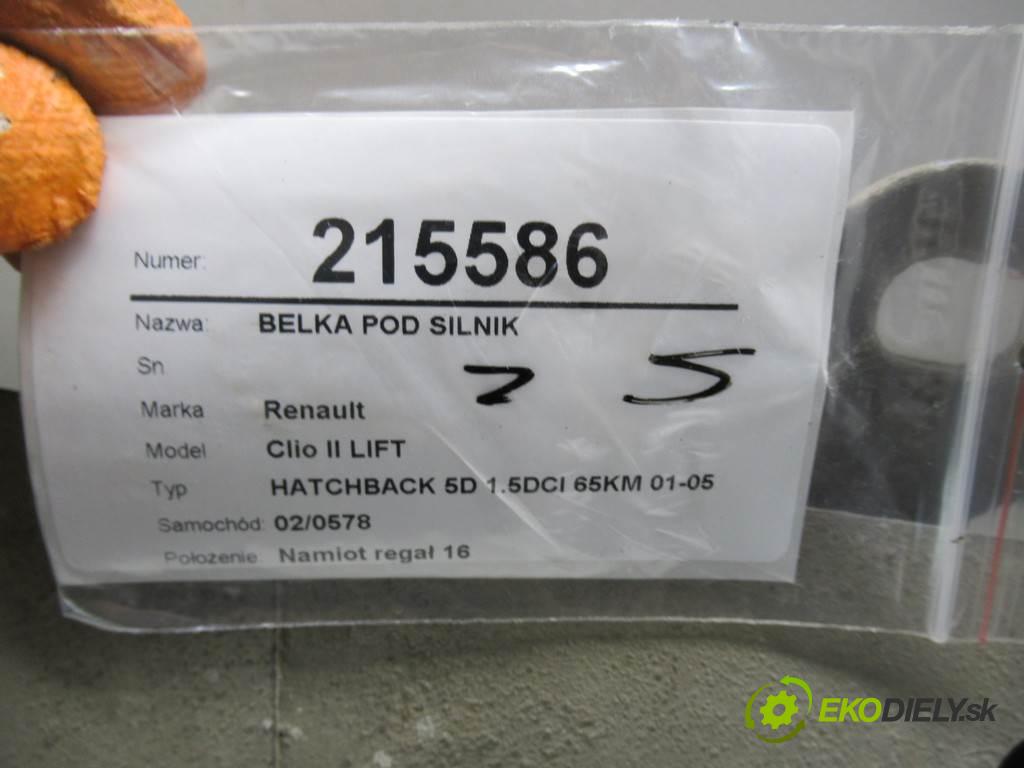 Numer: 215586
Nazwa: BELKA POD SILNIK
Sn
Marka Renault
Model Clio II LIFT
Typ HATCHBACK 5D 1.5DCI 65KM 01-05
Samochód: 02/0578
Położenie Namiot regał 16
EKODIELY.sk